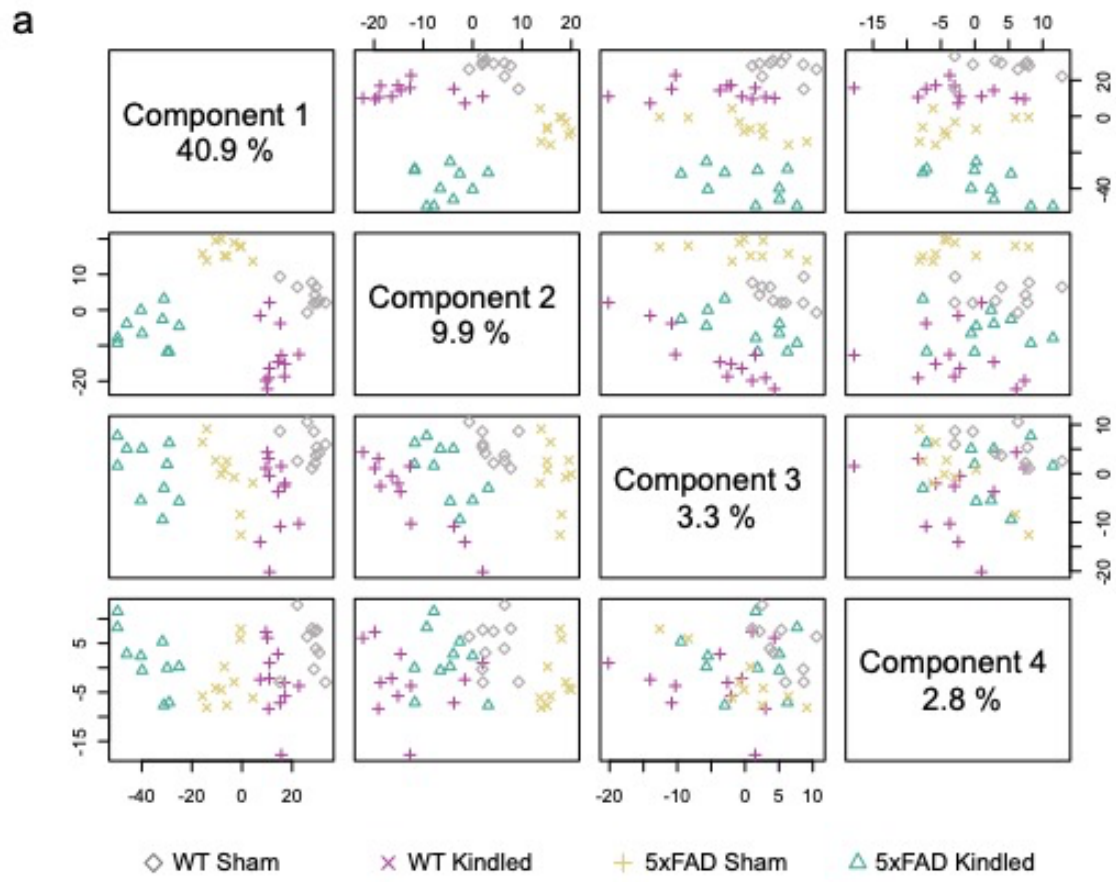 a
-20 -10 0 10 20
-15 -5 0 5 10
Component 1
40.9 %
20
0
-40
10
0
-20
Component 2
9.9 %
Component 3
3.3 %
10
0
-10
-20
5
-5
-15
Component 4
2.8 %
-40 -20 0 20
-20 -10 0 5 10
WT Sham WT Kindled 5xFAD Sham 5xFAD Kindled